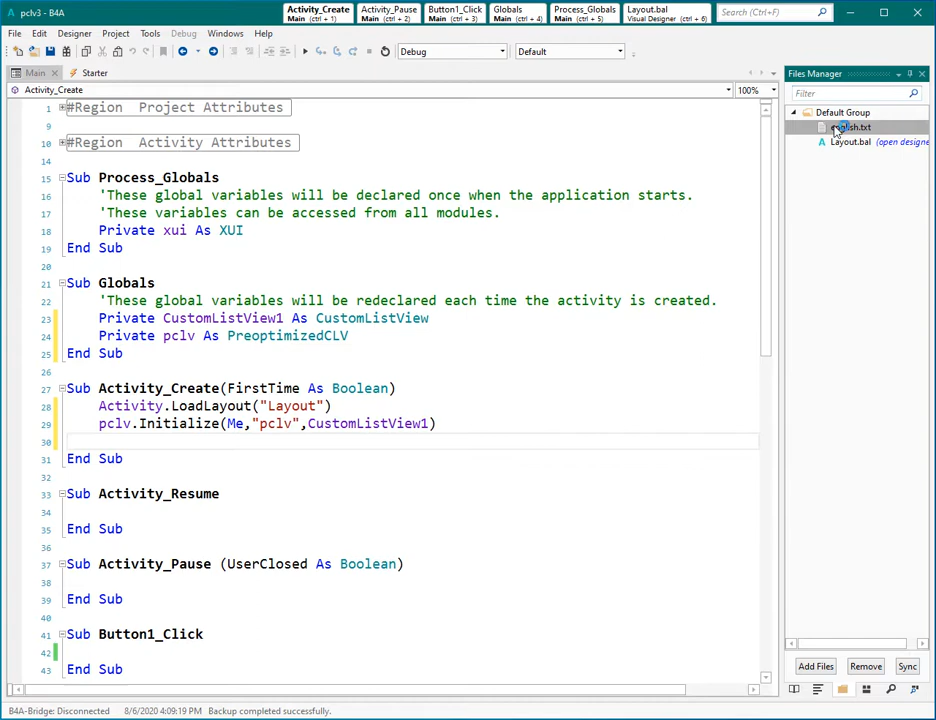 pclv3 - B4A
Activity_Create
Main (ctrl + 1)
Activity_Pause
Main (ctrl + 2)
Button1_Click
Main (ctrl + 3)
Globals
Main (ctrl + 4)
Process_Globals
Main (ctrl + 5)
Layout.bal
Visual Designer (ctrl + 6)
Search (Ctrl+F)
File Edit Designer Project Tools Debug Windows Help
Debug Default
Main Starter
Activity_Create 100%
1 #Region Project Attributes
9
10 #Region Activity Attributes
14
15 Sub Process_Globals
16 'These global variables will be declared once when the application starts.
17 'These variables can be accessed from all modules.
18 Private xui As XUI
19 End Sub
20
21 Sub Globals
22 'These global variables will be redeclared each time the activity is created.
23 Private CustomListView1 As CustomListView
24 Private pclv As PreoptimizedCLV
25 End Sub
26
27 Sub Activity_Create(FirstTime As Boolean)
28 Activity.LoadLayout("Layout")
29 pclv.Initialize(Me,"pclv",CustomListView1)
30
31 End Sub
32
33 Sub Activity_Resume
34
35 End Sub
36
37 Sub Activity_Pause (UserClosed As Boolean)
38
39 End Sub
40
41 Sub Button1_Click
42
43 End Sub
Files Manager
Filter
Default Group
english.txt
Layout.bal (open designe
Add Files Remove Sync
B4A-Bridge: Disconnected 8/6/2020 4:09:19 PM Backup completed successfully.